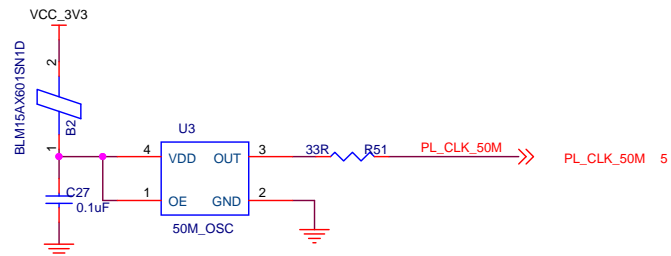 VCC_3V3
2
BLM15AX601SN1D
B2
1
U3
4
VDD
OUT
3
33R
R51
PL_CLK_50M
PL_CLK_50M 5
1
OE
GND
2
C27
0.1uF
50M_OSC